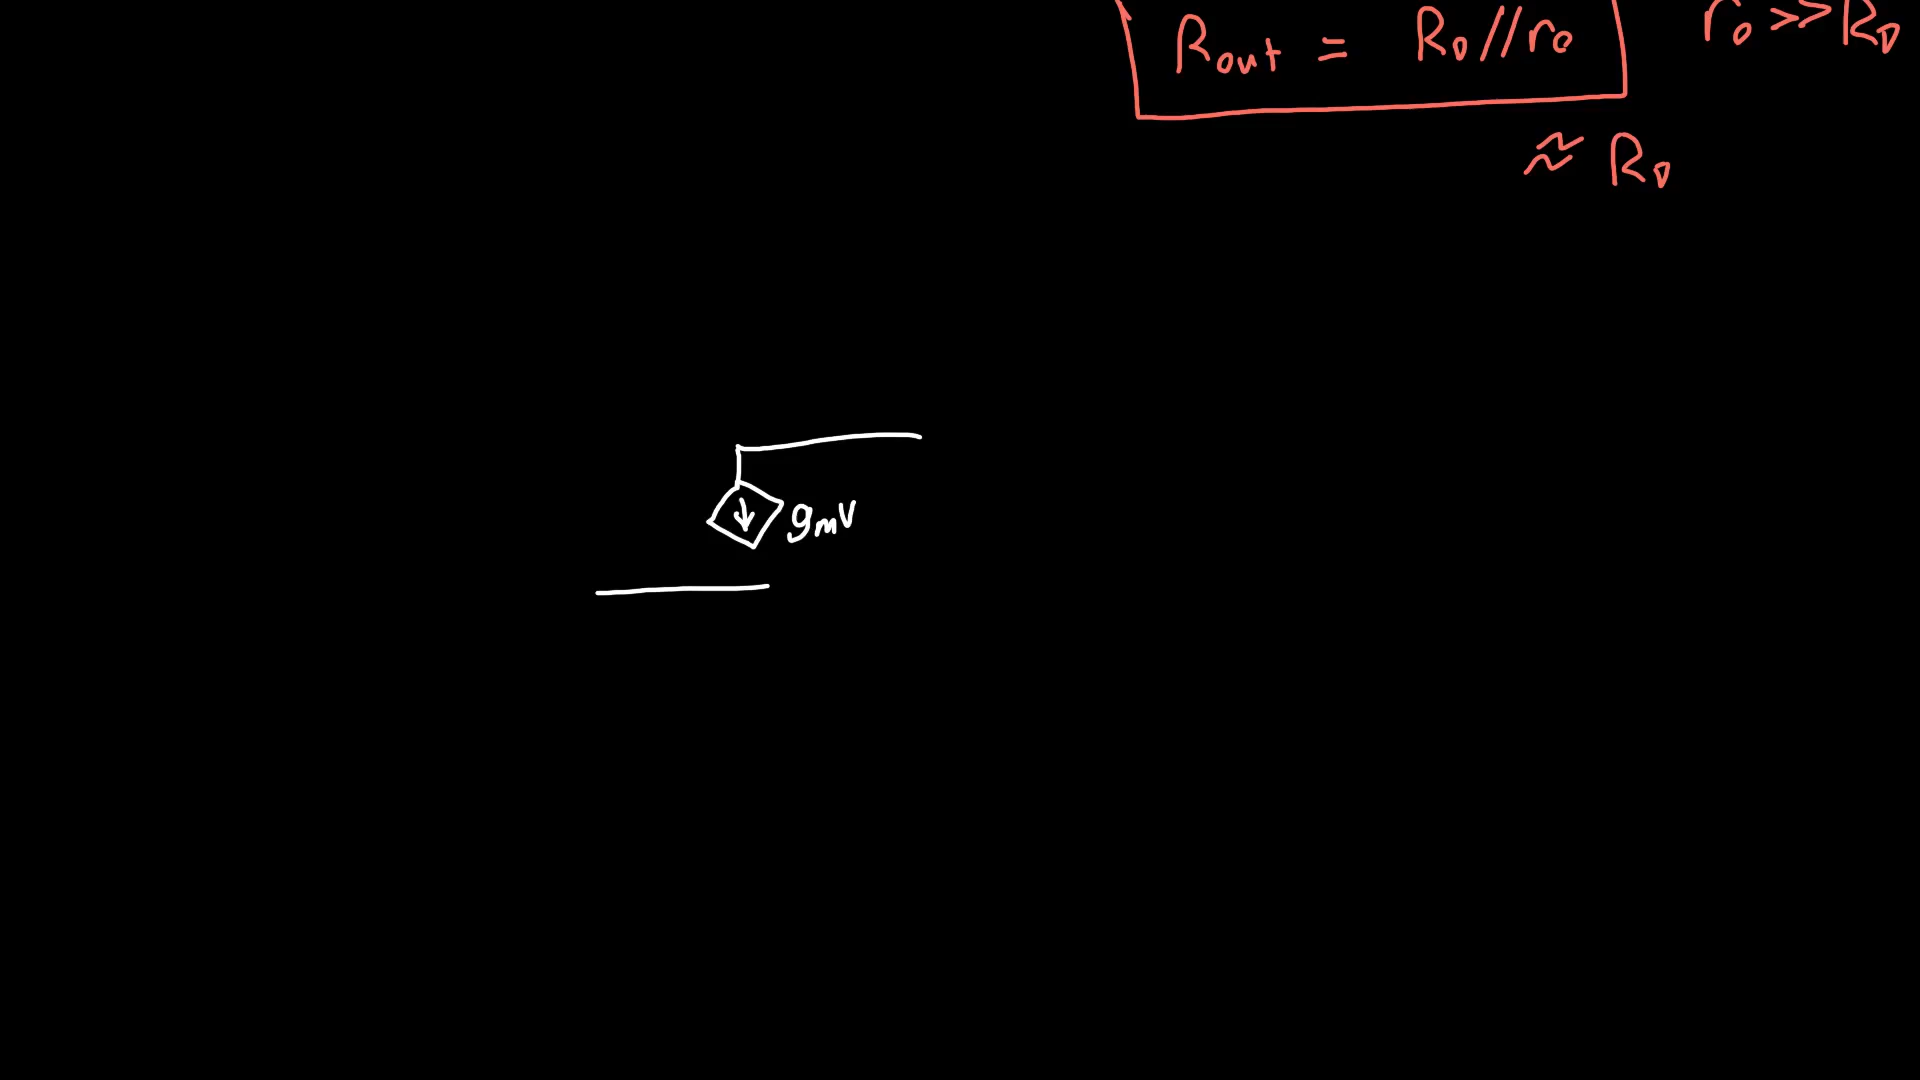 Rout = RD//ro ro >> RD
≈ RD
gmV